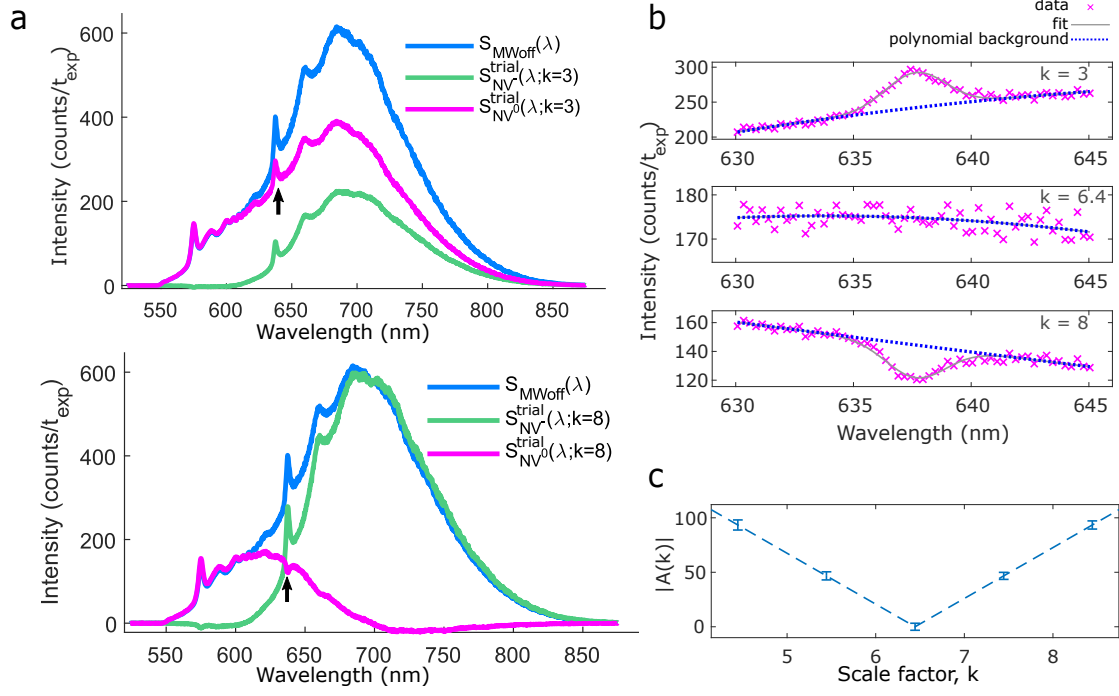 a
600
400
200
0
Intensity (counts/t_exp)
S_MWoff(λ)
S^trial_NV-(λ;k=3)
S^trial_NV0(λ;k=3)
550 600 650 700 750 800 850
Wavelength (nm)
600
400
200
0
Intensity (counts/t_exp)
S_MWoff(λ)
S^trial_NV-(λ;k=8)
S^trial_NV0(λ;k=8)
550 600 650 700 750 800 850
Wavelength (nm)
b
data
fit
polynomial background
Intensity (counts/t_exp)
300
250
200
k = 3
630 635 640 645
180
170
k = 6.4
630 635 640 645
160
140
120
k = 8
630 635 640 645
Wavelength (nm)
c
100
50
0
|A(k)|
5 6 7 8
Scale factor, k